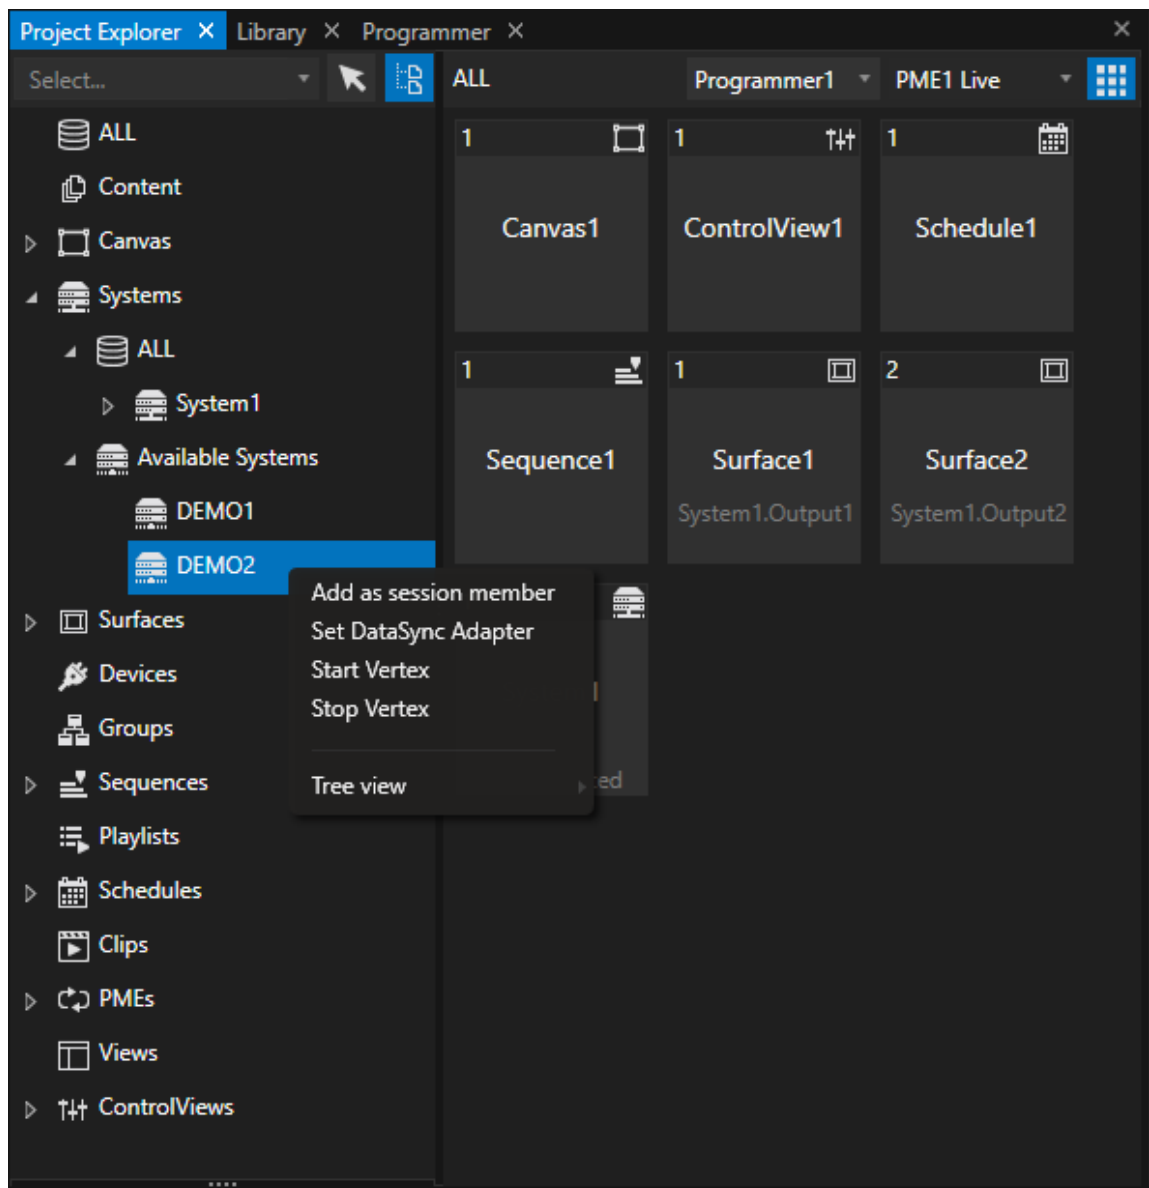 Project Explorer
Library
Programmer
Select...
ALL
Programmer1
PME1 Live
ALL
Content
Canvas
Systems
ALL
System1
Available Systems
DEMO1
DEMO2
Surfaces
Devices
Groups
Sequences
Playlists
Schedules
Clips
PMEs
Views
ControlViews
1
Canvas1
1
ControlView1
1
Schedule1
1
Sequence1
1
Surface1
System1.Output1
2
Surface2
System1.Output2
Add as session member
Set DataSync Adapter
Start Vertex
Stop Vertex
Tree view